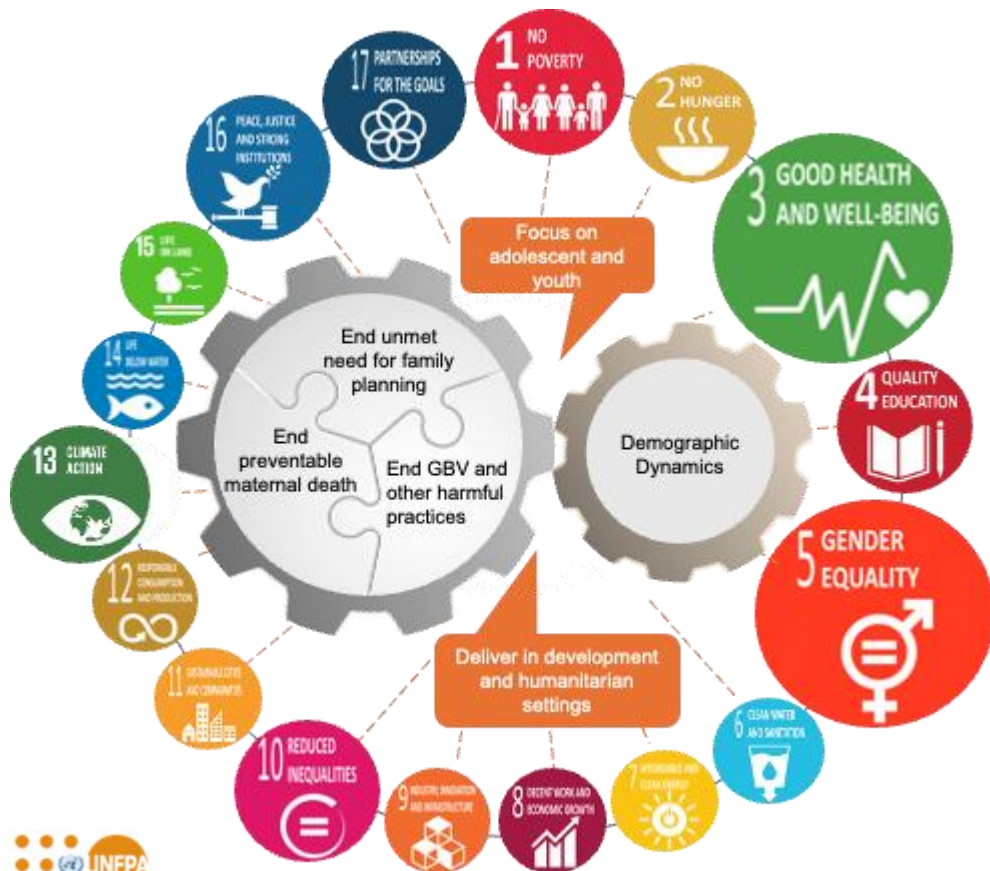 1 NO
POVERTY
2 NO
HUNGER
3 GOOD HEALTH
AND WELL-BEING
4 QUALITY
EDUCATION
5 GENDER
EQUALITY
6 CLEAN WATER
AND SANITATION
7 AFFORDABLE AND
CLEAN ENERGY
8 DECENT WORK AND
ECONOMIC GROWTH
9 INDUSTRY, INNOVATION
AND INFRASTRUCTURE
10 REDUCED
INEQUALITIES
11 SUSTAINABLE CITIES
AND COMMUNITIES
12 RESPONSIBLE
CONSUMPTION
AND PRODUCTION
13 CLIMATE
ACTION
14 LIFE
BELOW WATER
15 LIFE
ON LAND
16 PEACE, JUSTICE
AND STRONG
INSTITUTIONS
17 PARTNERSHIPS
FOR THE GOALS
Focus on
adolescent and
youth
End unmet
need for family
planning
End
preventable
maternal death
End GBV and
other harmful
practices
Demographic
Dynamics
Deliver in development
and humanitarian
settings
UNFPA